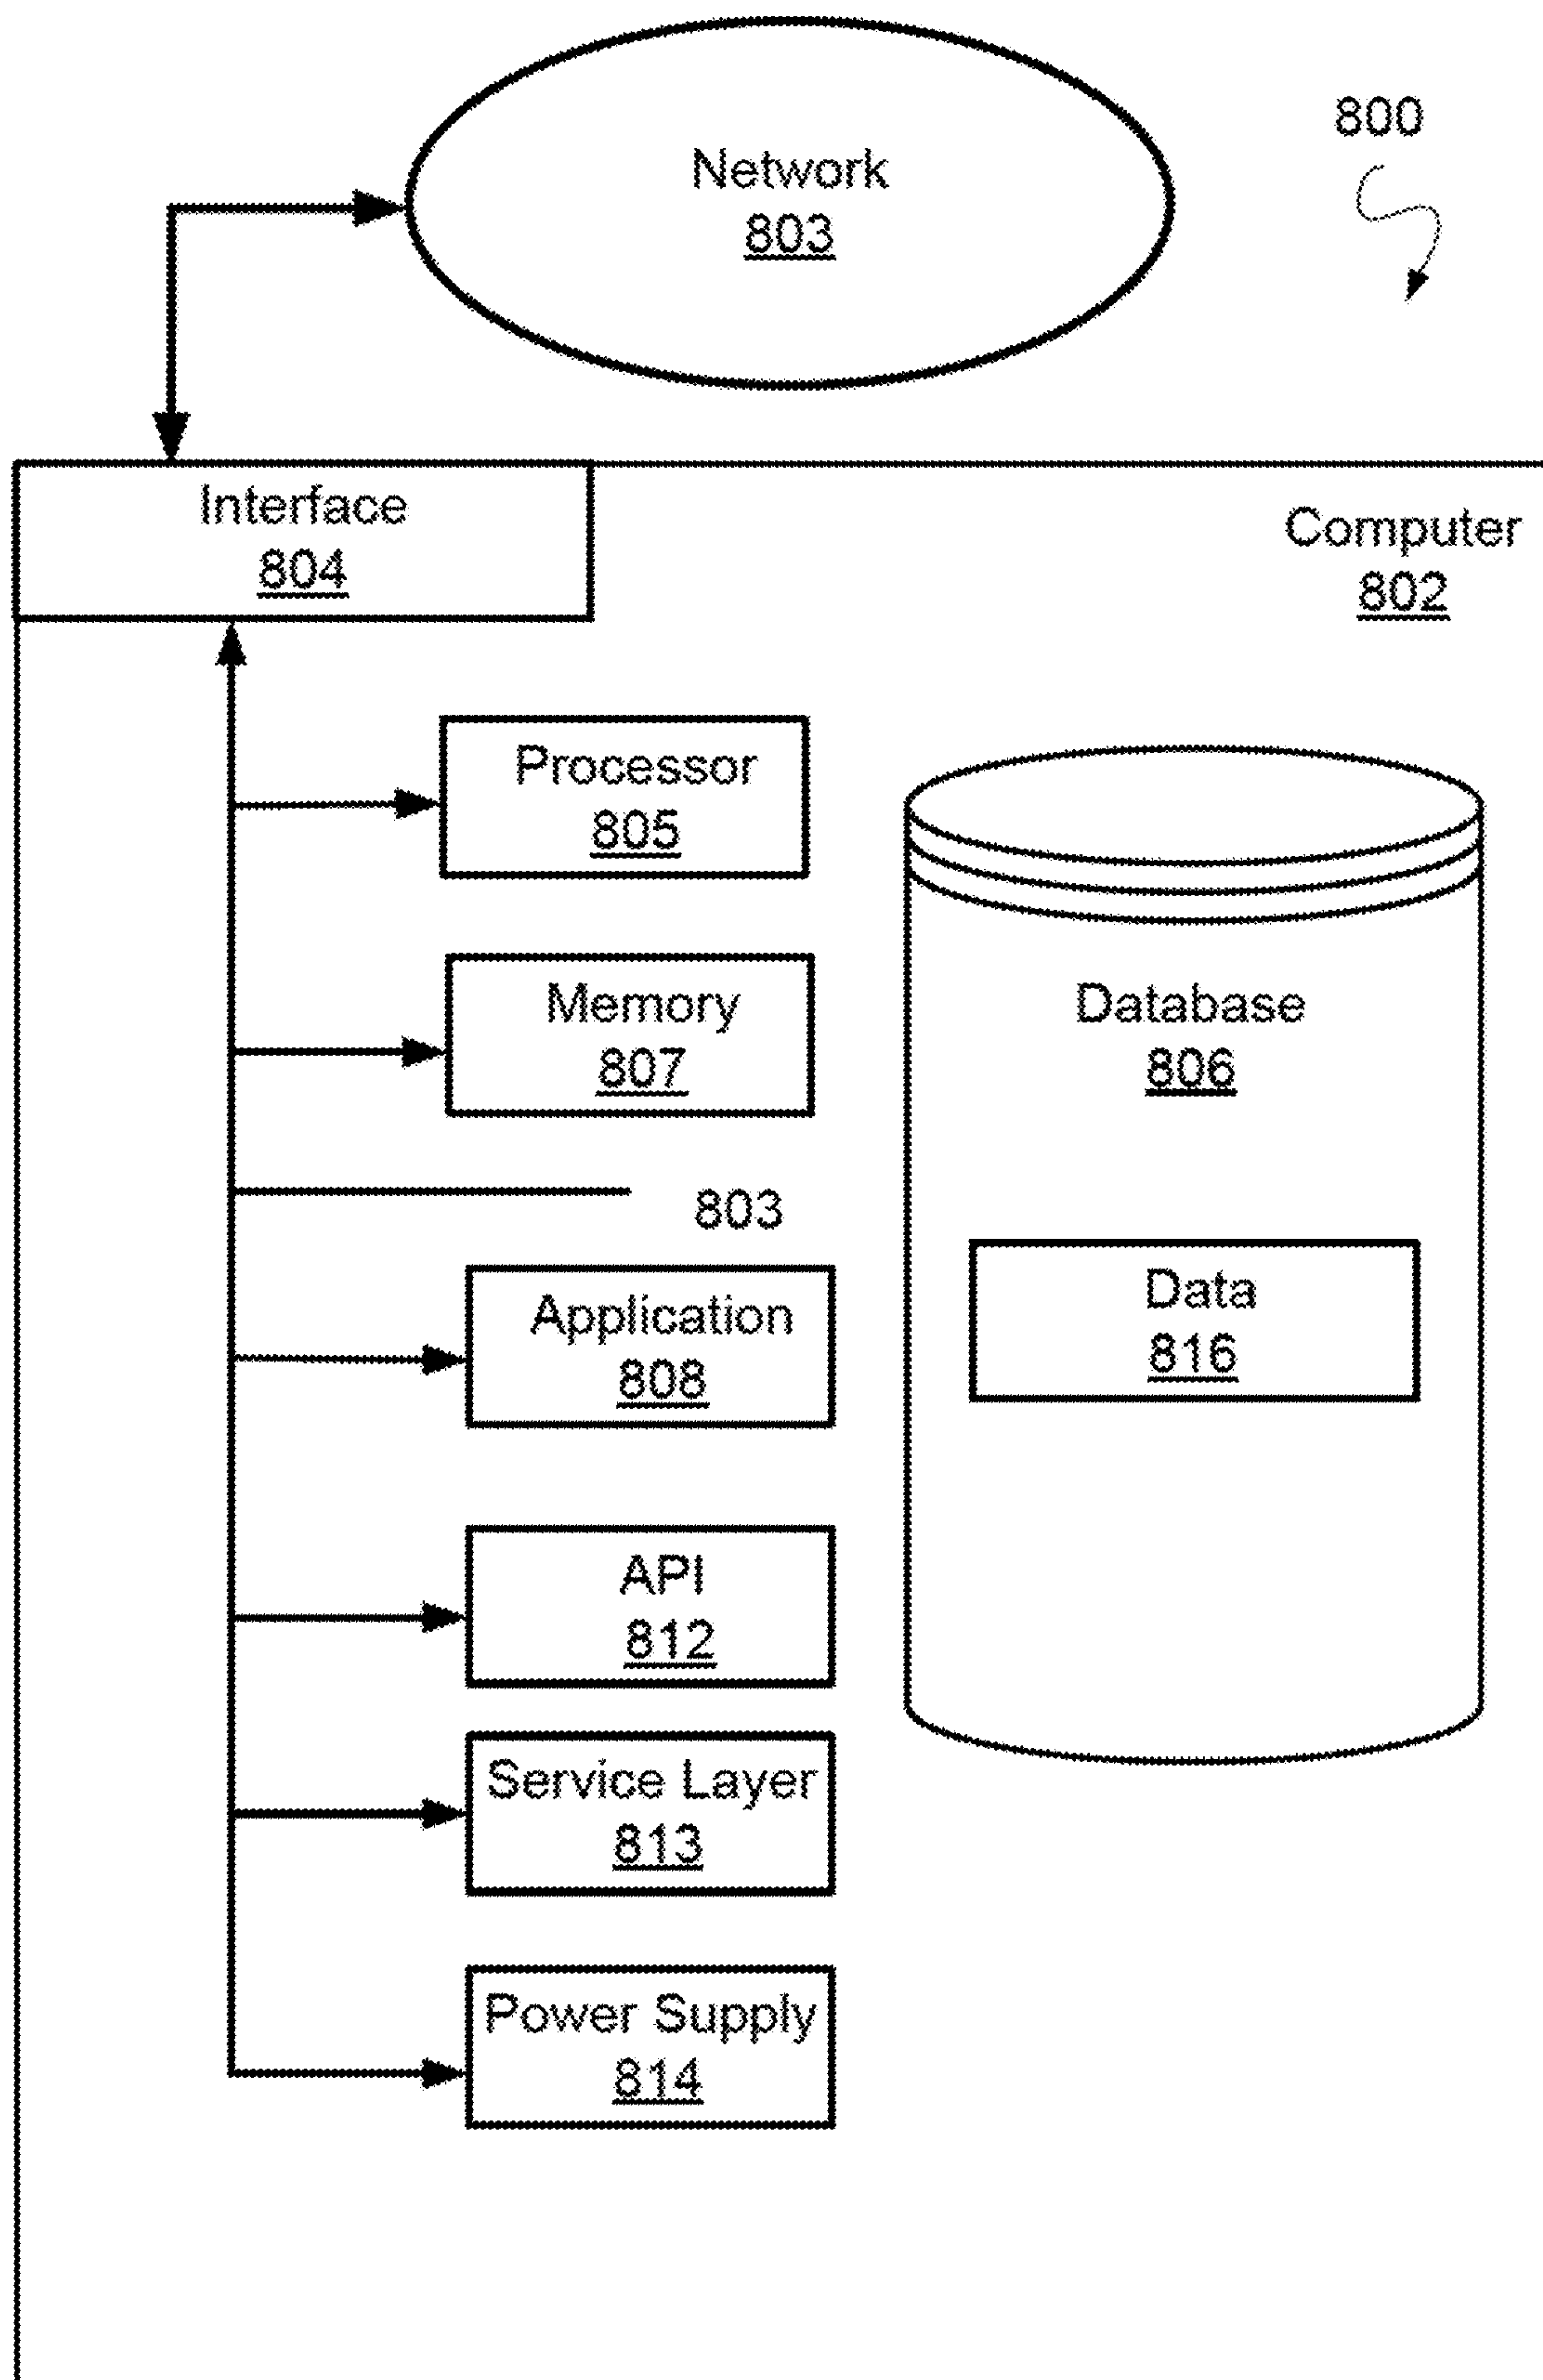 Network
803
800
Interface
804
Computer
802
Processor
805
Memory
807
Database
806
803
Data
816
Application
808
API
812
Service Layer
813
Power Supply
814